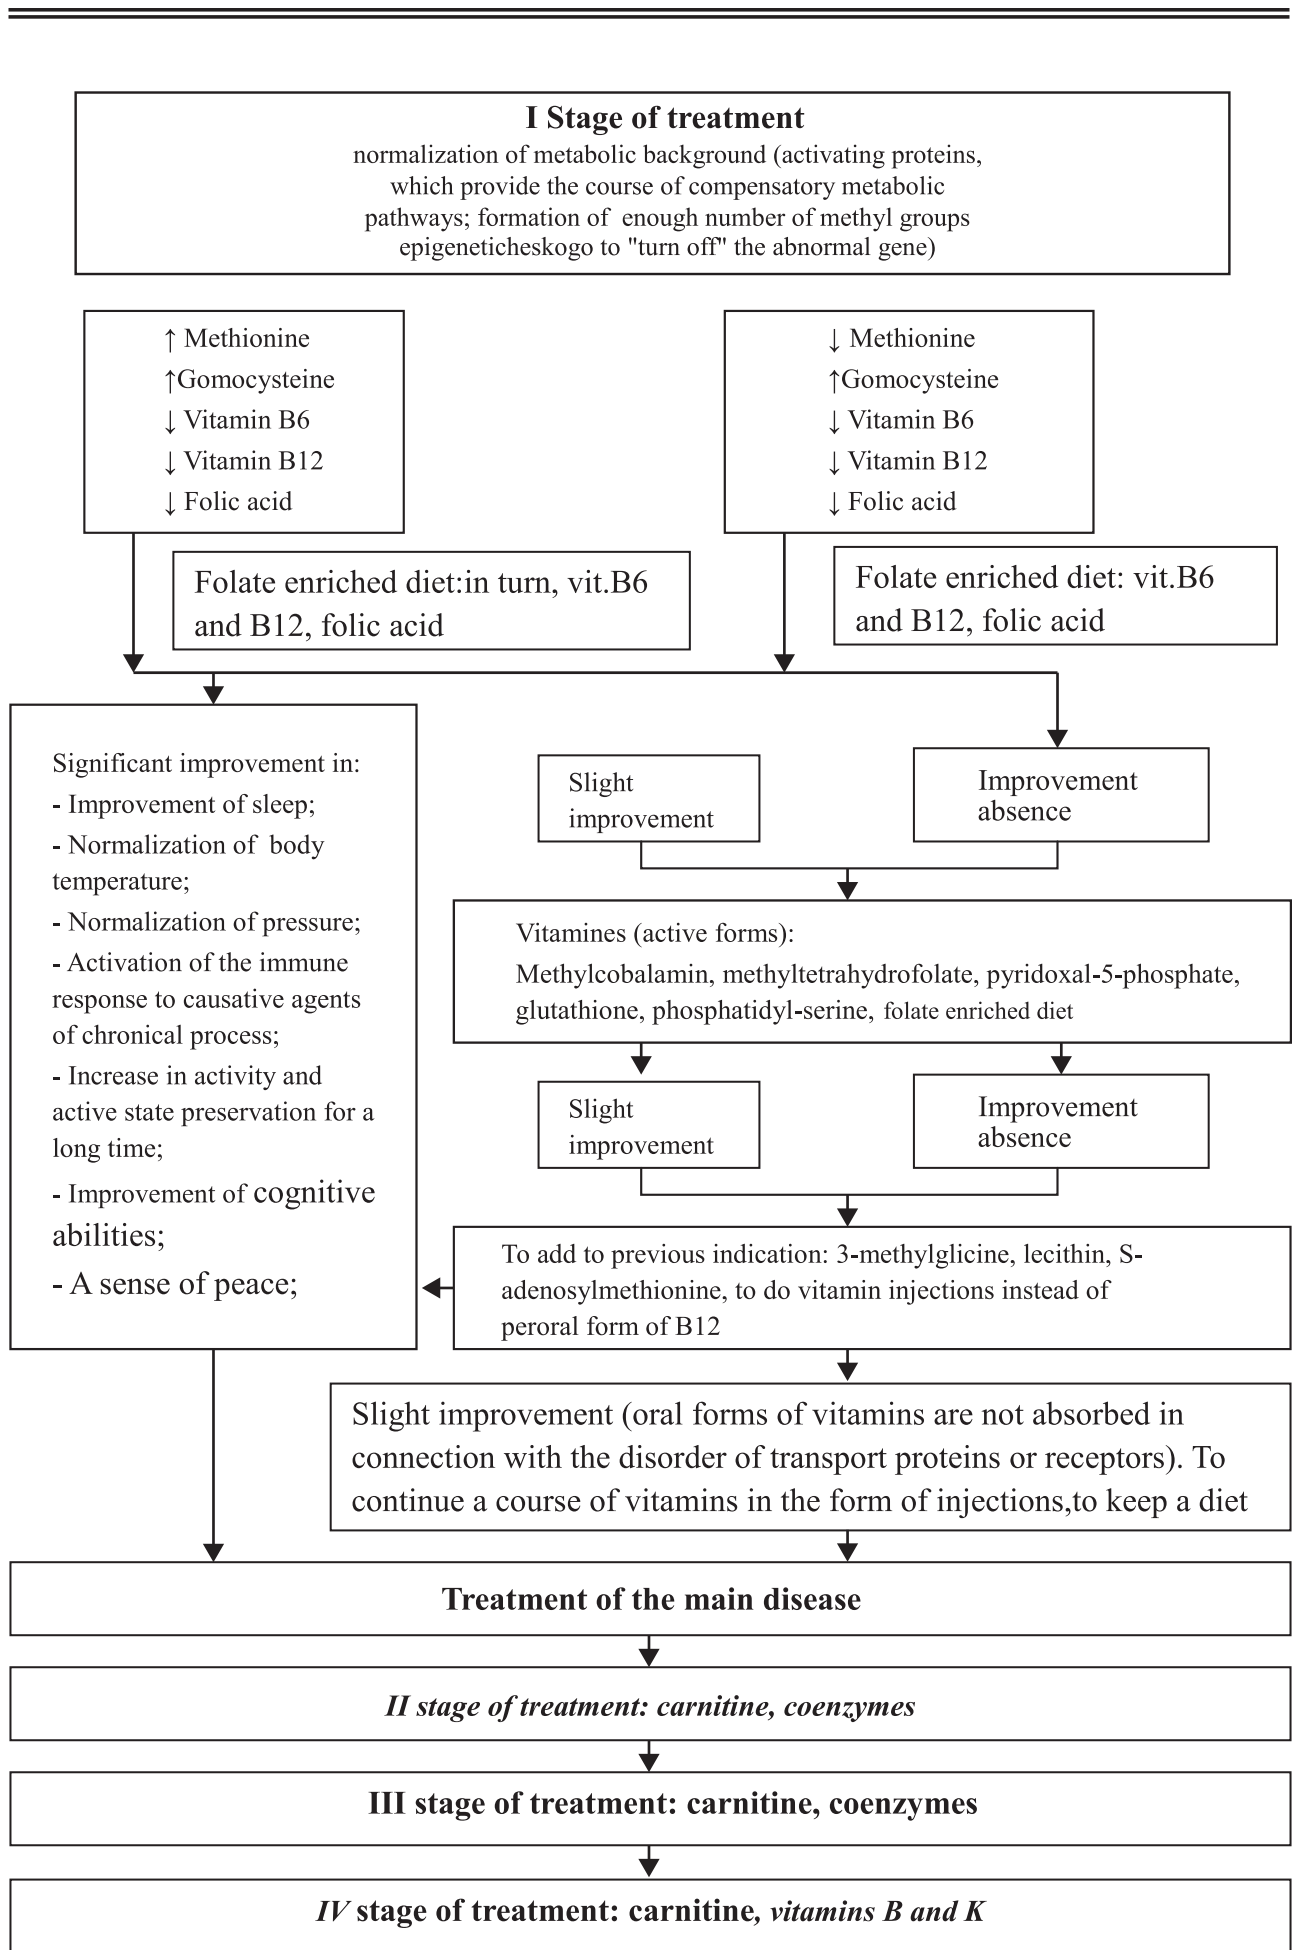 I Stage of treatment
normalization of metabolic background (activating proteins,
which provide the course of compensatory metabolic
pathways; formation of enough number of methyl groups
epigeneticheskogo to "turn off" the abnormal gene)
↑ Methionine
↑Gomocysteine
↓ Vitamin B6
↓ Vitamin B12
↓ Folic acid
↓ Methionine
↑Gomocysteine
↓ Vitamin B6
↓ Vitamin B12
↓ Folic acid
Folate enriched diet:in turn, vit.B6
and B12, folic acid
Folate enriched diet: vit.B6
and B12, folic acid
Significant improvement in:
- Improvement of sleep;
- Normalization of body
temperature;
- Normalization of pressure;
- Activation of the immune
response to causative agents
of chronical process;
- Increase in activity and
active state preservation for a
long time;
- Improvement of cognitive
abilities;
- A sense of peace;
Slight
improvement
Improvement
absence
Vitamines (active forms):
Methylcobalamin, methyltetrahydrofolate, pyridoxal-5-phosphate,
glutathione, phosphatidyl-serine, folate enriched diet
Slight
improvement
Improvement
absence
To add to previous indication: 3-methylglicine, lecithin, S-
adenosylmethionine, to do vitamin injections instead of
peroral form of B12
Slight improvement (oral forms of vitamins are not absorbed in
connection with the disorder of transport proteins or receptors). To
continue a course of vitamins in the form of injections,to keep a diet
Treatment of the main disease
II stage of treatment: carnitine, coenzymes
III stage of treatment: carnitine, coenzymes
IV stage of treatment: carnitine, vitamins B and K